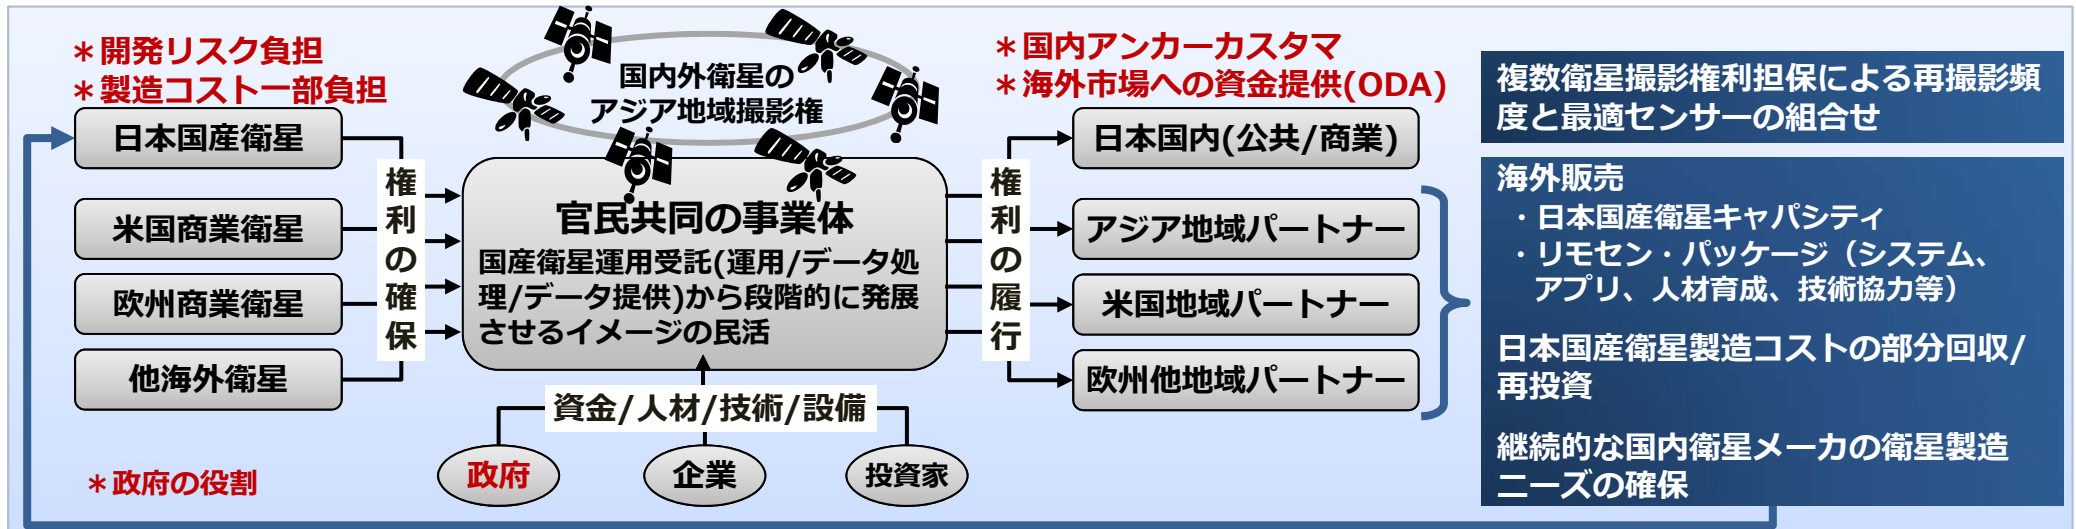 ＊開発リスク負担
＊製造コスト一部負担
日本国産衛星
米国商業衛星
欧州商業衛星
他海外衛星
＊政府の役割
権利の確保
国内外衛星の
アジア地域撮影権
官民共同の事業体
国産衛星運用受託(運用/データ処
理/データ提供)から段階的に発展
させるイメージの民活
資金/人材/技術/設備
政府
企業
投資家
権利の履行
＊国内アンカーカスタマ
＊海外市場への資金提供(ODA)
日本国内(公共/商業)
アジア地域パートナー
米国地域パートナー
欧州他地域パートナー
複数衛星撮影権利担保による再撮影頻
度と最適センサーの組合せ
海外販売
・日本国産衛星キャパシティ
・リモセン・パッケージ（システム、
アプリ、人材育成、技術協力等）
日本国産衛星製造コストの部分回収/
再投資
継続的な国内衛星メーカの衛星製造
ニーズの確保